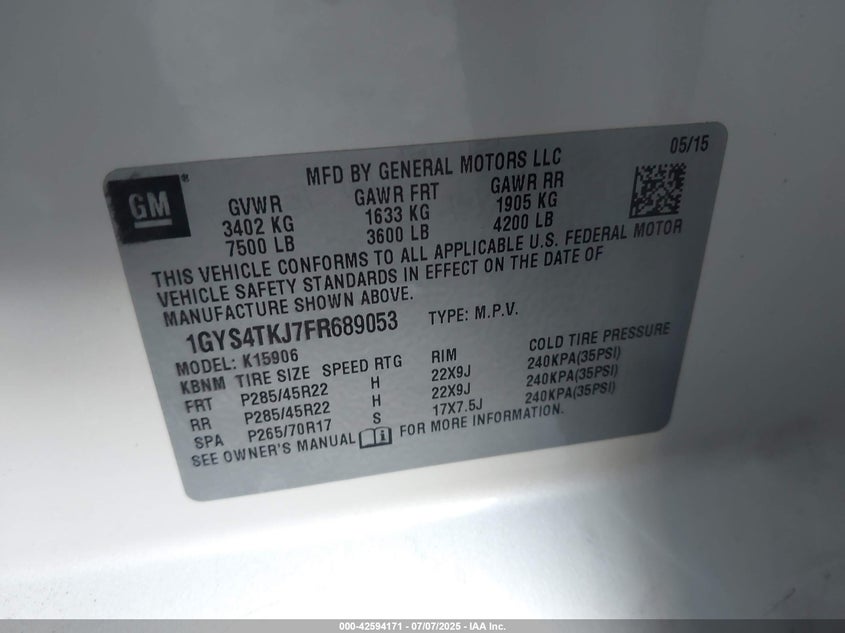 05/15
MFD BY GENERAL MOTORS LLC
GM®
GVWR GAWR FRT GAWR RR
3402 KG 1633 KG 1905 KG
7500 LB 3600 LB 4200 LB
THIS VEHICLE CONFORMS TO ALL APPLICABLE U.S. FEDERAL MOTOR
VEHICLE SAFETY STANDARDS IN EFFECT ON THE DATE OF
MANUFACTURE SHOWN ABOVE.
1GYS4TKJ7FR689053 TYPE: M.P.V.
MODEL: K15906
KBNM TIRE SIZE SPEED RTG RIM COLD TIRE PRESSURE
FRT P285/45R22 H 22X9J 240KPA(35PSI)
RR P285/45R22 H 22X9J 240KPA(35PSI)
SPA P265/70R17 S 17X7.5J 240KPA(35PSI)
SEE OWNER'S MANUAL i FOR MORE INFORMATION.
000-42594171 - 07/07/2025 - IAA Inc.